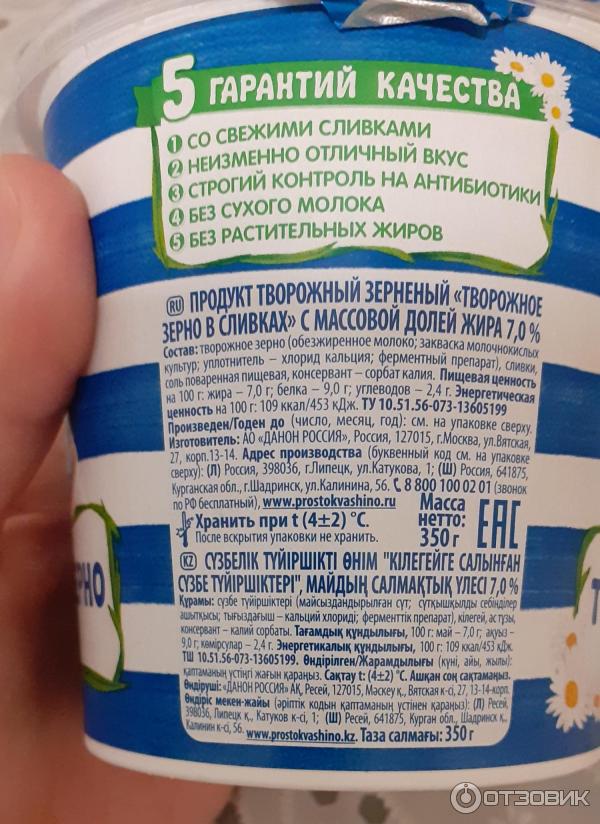 5 ГАРАНТИЙ КАЧЕСТВА
1 СО СВЕЖИМИ СЛИВКАМИ
2 НЕИЗМЕННО ОТЛИЧНЫЙ ВКУС
3 СТРОГИЙ КОНТРОЛЬ НА АНТИБИОТИКИ
4 БЕЗ СУХОГО МОЛОКА
5 БЕЗ РАСТИТЕЛЬНЫХ ЖИРОВ
RU ПРОДУКТ ТВОРОЖНЫЙ ЗЕРНЕНЫЙ «ТВОРОЖНОЕ
ЗЕРНО В СЛИВКАХ» С МАССОВОЙ ДОЛЕЙ ЖИРА 7,0 %
Состав: творожное зерно (обезжиренное молоко; закваска молочнокислых
культур; уплотнитель – хлорид кальция; ферментный препарат), сливки,
соль поваренная пищевая, консервант – сорбат калия. Пищевая ценность
на 100 г: жира – 7,0 г; белка – 9,0 г; углеводов – 2,4 г. Энергетическая
ценность на 100 г: 109 ккал/453 кДж. ТУ 10.51.56-073-13605199
Произведен/Годен до (число, месяц, год): см. на упаковке сверху.
Изготовитель: АО «ДАНОН РОССИЯ», Россия, 127015, г.Москва, ул.Вятская,
27, корп.13-14. Адрес производства (буквенный код см. на упаковке
сверху): (Л) Россия, 398036, г.Липецк, ул.Катукова, 1; (Ш) Россия, 641875,
Курганская обл., г.Шадринск, ул.Калинина, 56. 8 800 100 02 01 (звонок
по РФ бесплатный), www.prostokvashino.ru
Масса
нетто:
350 г
EAC
Хранить при t (4±2) °C.
После вскрытия упаковки не хранить.
KZ СҮЗБЕЛІК ТҮЙІРШІКТІ ӨНІМ "КІЛЕГЕЙГЕ САЛЫНҒАН
СҮЗБЕ ТҮЙІРШІКТЕРІ", МАЙДЫҢ САЛМАҚТЫҚ ҮЛЕСІ 7,0 %
Құрамы: сүзбе түйіршіктері (майсыздандырылған сүт; сүтқышқылды себінділер
ашытқысы; тығыздағыш – кальций хлориді; ферменттік препарат), кілегей, ас тұзы,
консервант – калий сорбаты. Тағамдық құндылығы, 100 г: май – 7,0 г; ақуыз –
9,0 г; көмірсулар – 2,4 г. Энергетикалық құндылығы, 100 г: 109 ккал/453 кДж.
ТШ 10.51.56-073-13605199. Өндірілген/Жарамдылығы (күні, айы, жылы):
қаптаманың үстіңгі жағын қараңыз. Сақтау t: (4±2) °C. Ашқан соң сақтамаңыз.
Өндіруші: «ДАНОН РОССИЯ» АҚ, Ресей, 127015, Мәскеу қ., Вятская к-сі, 27, 13-14-корп.
Өндіріс мекен-жайы (әріптік кодын қаптаманың үстінен қараңыз): (Л) Ресей,
398036, Липецк қ., Катуков к-сі, 1; (Ш) Ресей, 641875, Курган обл., Шадринск қ.,
Калинин к-сі, 56. www.prostokvashino.kz. Таза салмағы: 350 г
ЕРНО
Т
ОТЗОВИК